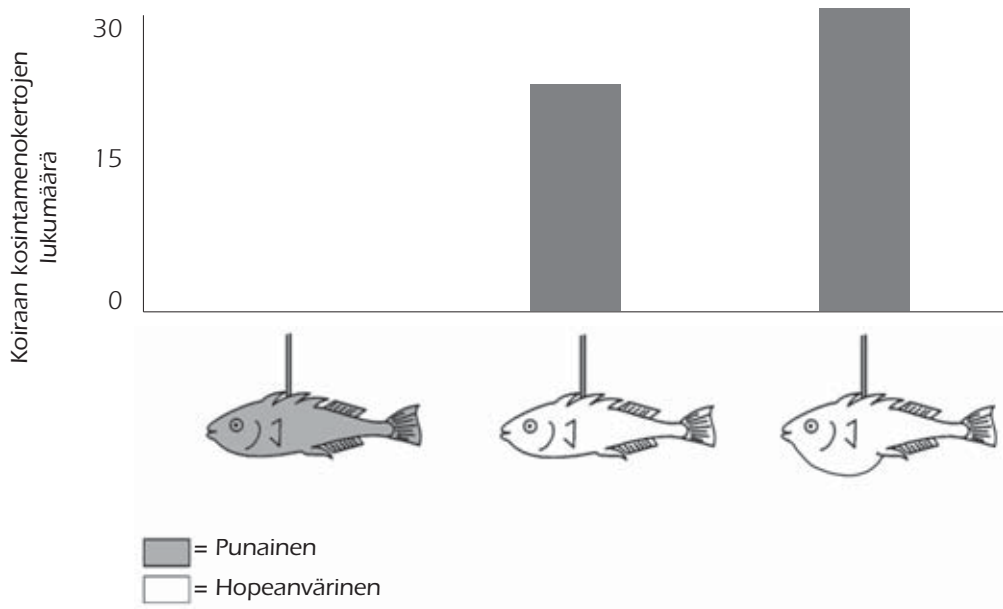 Koiraan kosintamenokertojen
lukumäärä
30
15
0
= Punainen
= Hopeanvärinen